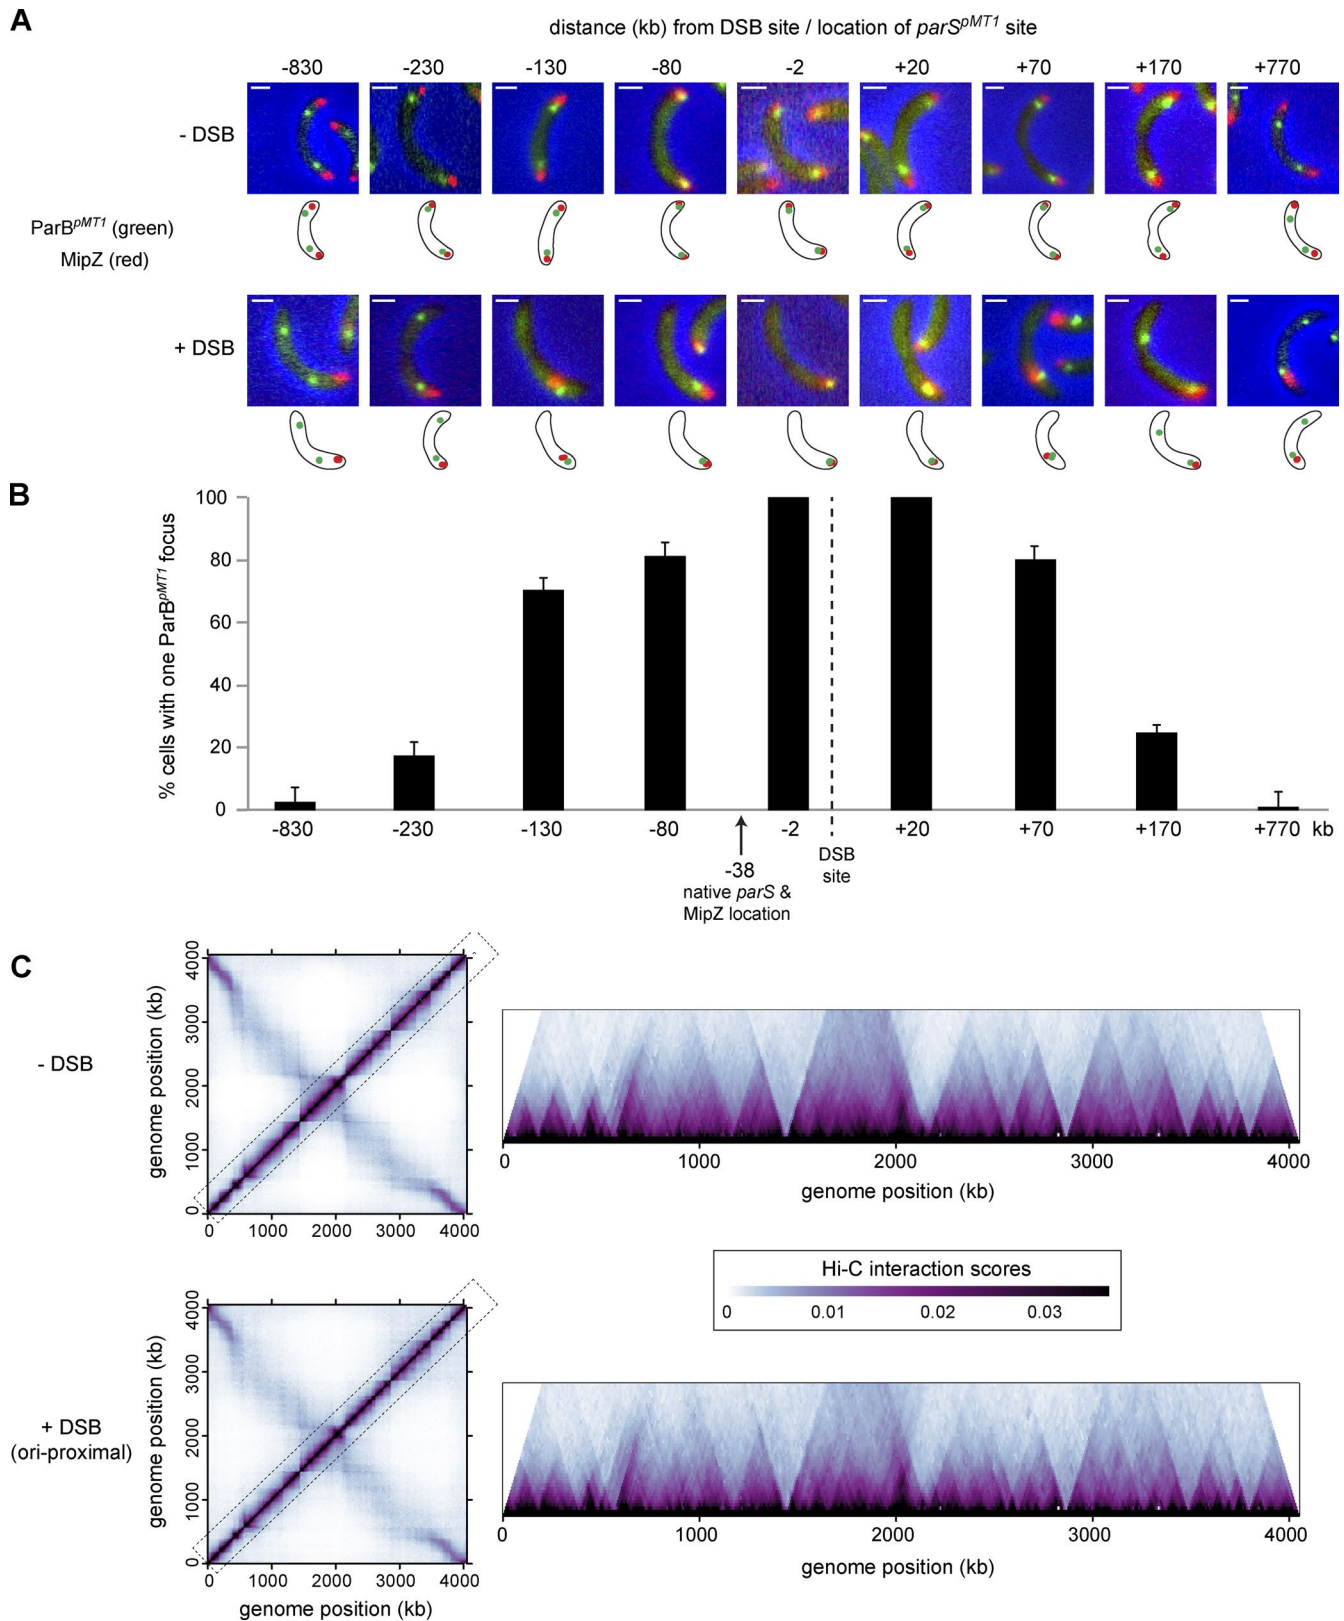 A
distance (kb) from DSB site / location of parSpMT1 site
-830 -230 -130 -80 -2 +20 +70 +170 +770
- DSB
ParBpMT1 (green)
MipZ (red)
+ DSB
B
% cells with one ParBpMT1 focus
100
80
60
40
20
0
-830 -230 -130 -80 -2 +20 +70 +170 +770 kb
DSB
site
-38
native parS &
MipZ location
C
- DSB
genome position (kb)
4000
3000
2000
1000
0
0 1000 2000 3000 4000
0 1000 2000 3000 4000
genome position (kb)
Hi-C interaction scores
0 0.01 0.02 0.03
+ DSB
(ori-proximal)
genome position (kb)
4000
3000
2000
1000
0
0 1000 2000 3000 4000
genome position (kb)
0 1000 2000 3000 4000
genome position (kb)